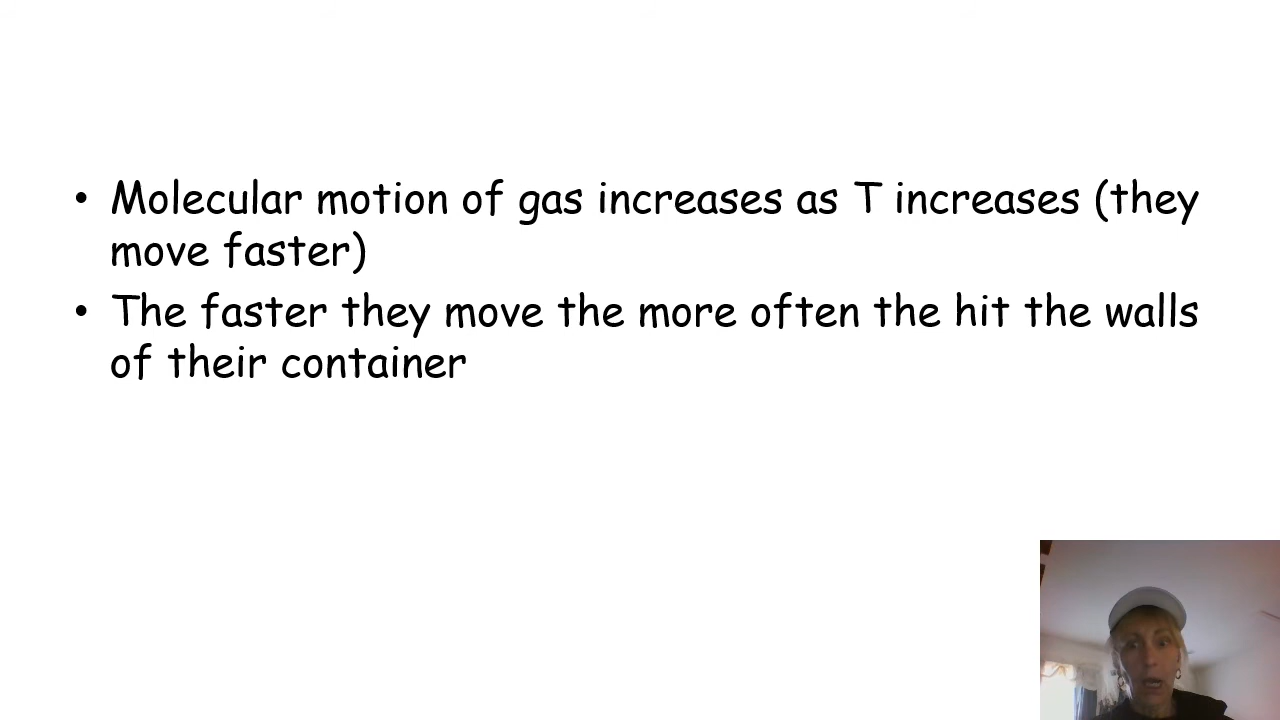 • Molecular motion of gas increases as T increases (they
move faster)
• The faster they move the more often the hit the walls
of their container